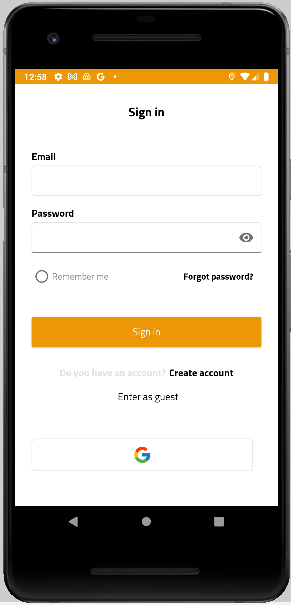 12:58
Sign in
Email
Password
Remember me Forgot password?
Sign in
Do you have an account? Create account
Enter as guest